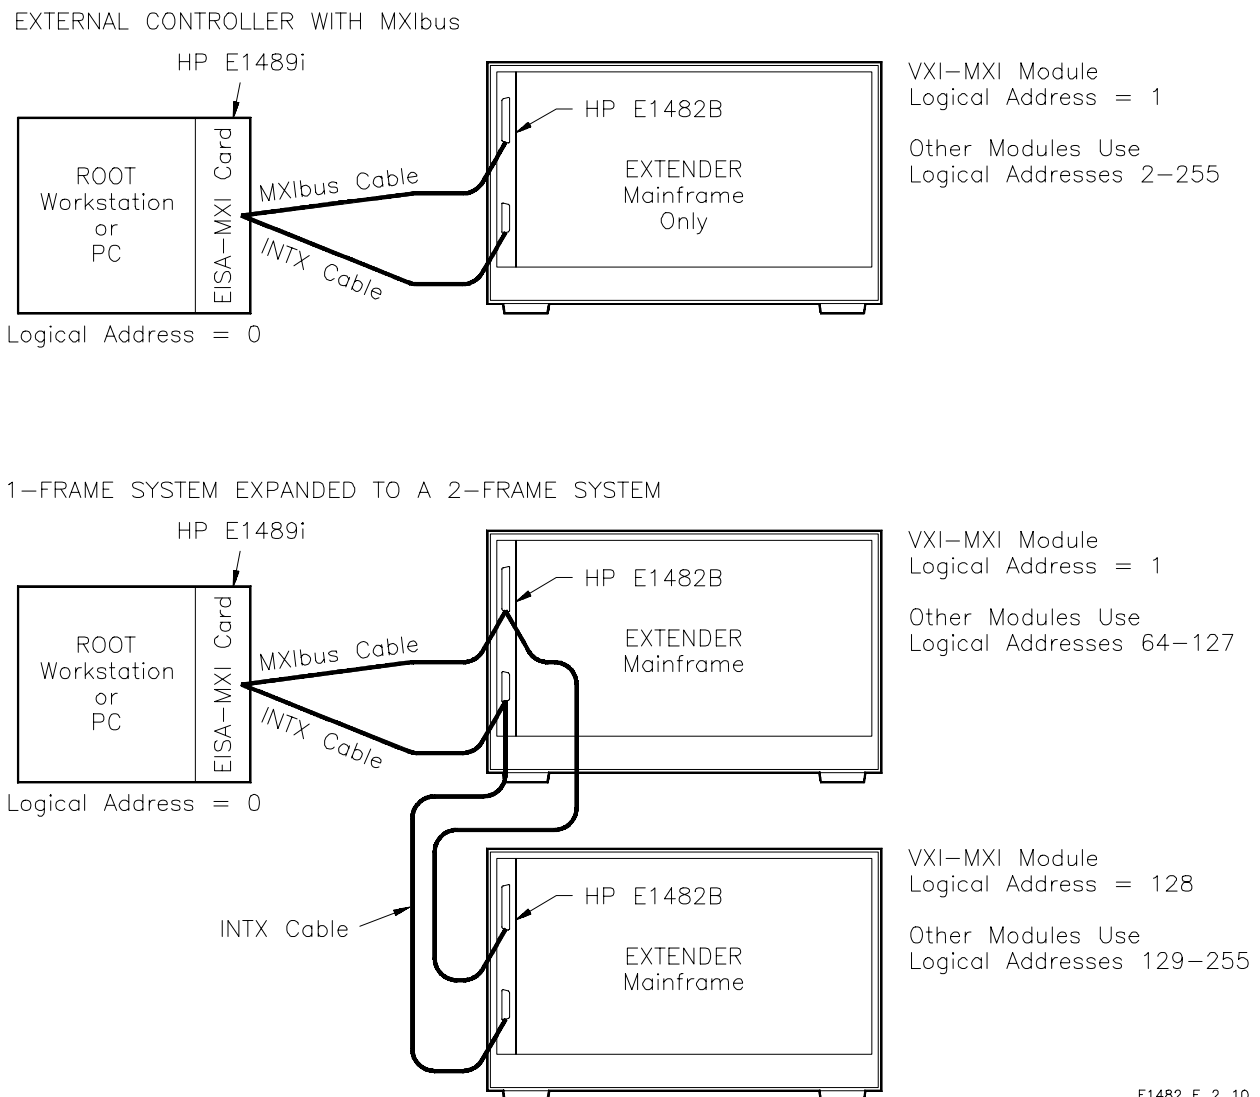 EXTERNAL CONTROLLER WITH MXIbus
HP E1489i
ROOT
Workstation
or
PC
EISA-MXI Card
Logical Address = 0
MXIbus Cable
INTX Cable
HP E1482B
EXTENDER
Mainframe
Only
VXI-MXI Module
Logical Address = 1
Other Modules Use
Logical Addresses 2-255
1-FRAME SYSTEM EXPANDED TO A 2-FRAME SYSTEM
HP E1489i
ROOT
Workstation
or
PC
EISA-MXI Card
Logical Address = 0
MXIbus Cable
INTX Cable
HP E1482B
EXTENDER
Mainframe
VXI-MXI Module
Logical Address = 1
Other Modules Use
Logical Addresses 64-127
INTX Cable
HP E1482B
EXTENDER
Mainframe
VXI-MXI Module
Logical Address = 128
Other Modules Use
Logical Addresses 129-255